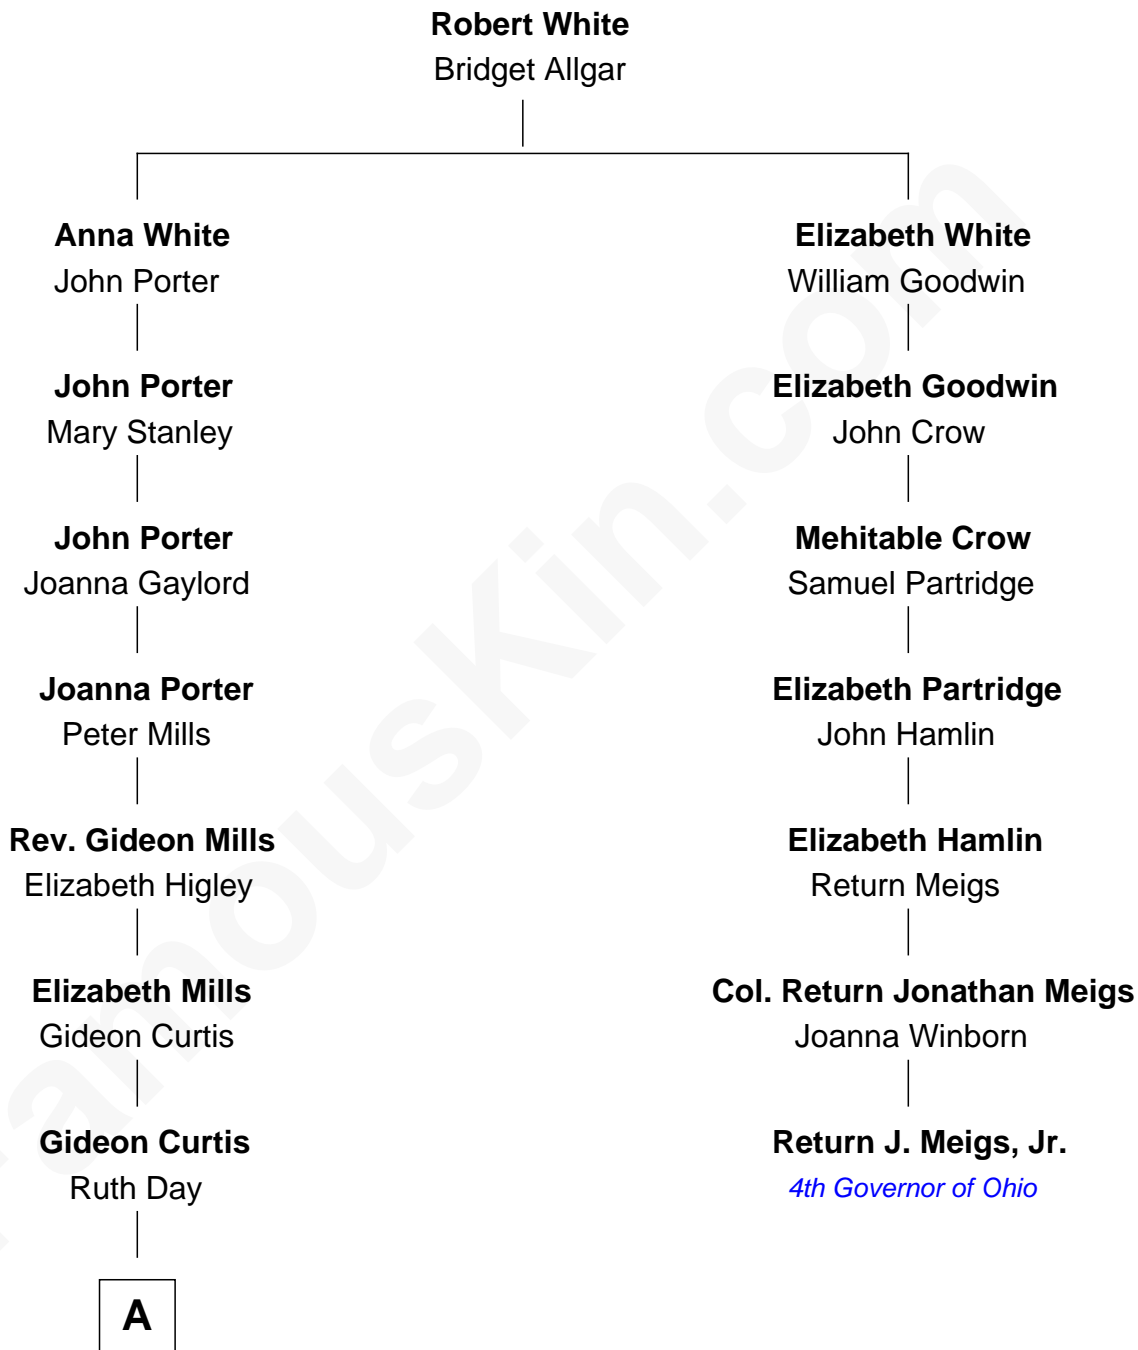 Robert White
Bridget Allgar
Anna White
John Porter
Elizabeth White
William Goodwin
John Porter
Mary Stanley
Elizabeth Goodwin
John Crow
John Porter
Joanna Gaylord
Mehitable Crow
Samuel Partridge
Joanna Porter
Peter Mills
Elizabeth Partridge
John Hamlin
Rev. Gideon Mills
Elizabeth Higley
Elizabeth Hamlin
Return Meigs
Elizabeth Mills
Gideon Curtis
Col. Return Jonathan Meigs
Joanna Winborn
Gideon Curtis
Ruth Day
Return J. Meigs, Jr.
4th Governor of Ohio
A
FamousKin.com